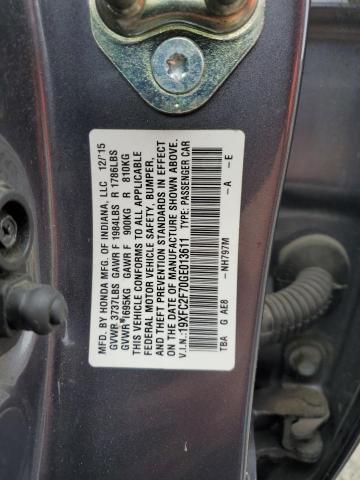 MFD. BY HONDA MFG. OF INDIANA, LLC 12/'15
GVWR 3737LBS GAWR F 1984LBS R 1786LBS
GVWR 1695KG GAWR F 900KG R 810KG
THIS VEHICLE CONFORMS TO ALL APPLICABLE
FEDERAL MOTOR VEHICLE SAFETY, BUMPER,
AND THEFT PREVENTION STANDARDS IN EFFECT
ON THE DATE OF MANUFACTURE SHOWN ABOVE.
V.I.N.:19XFC2F70GE013611 TYPE: PASSENGER CAR
-NH797M -A -E
TBA G AE8